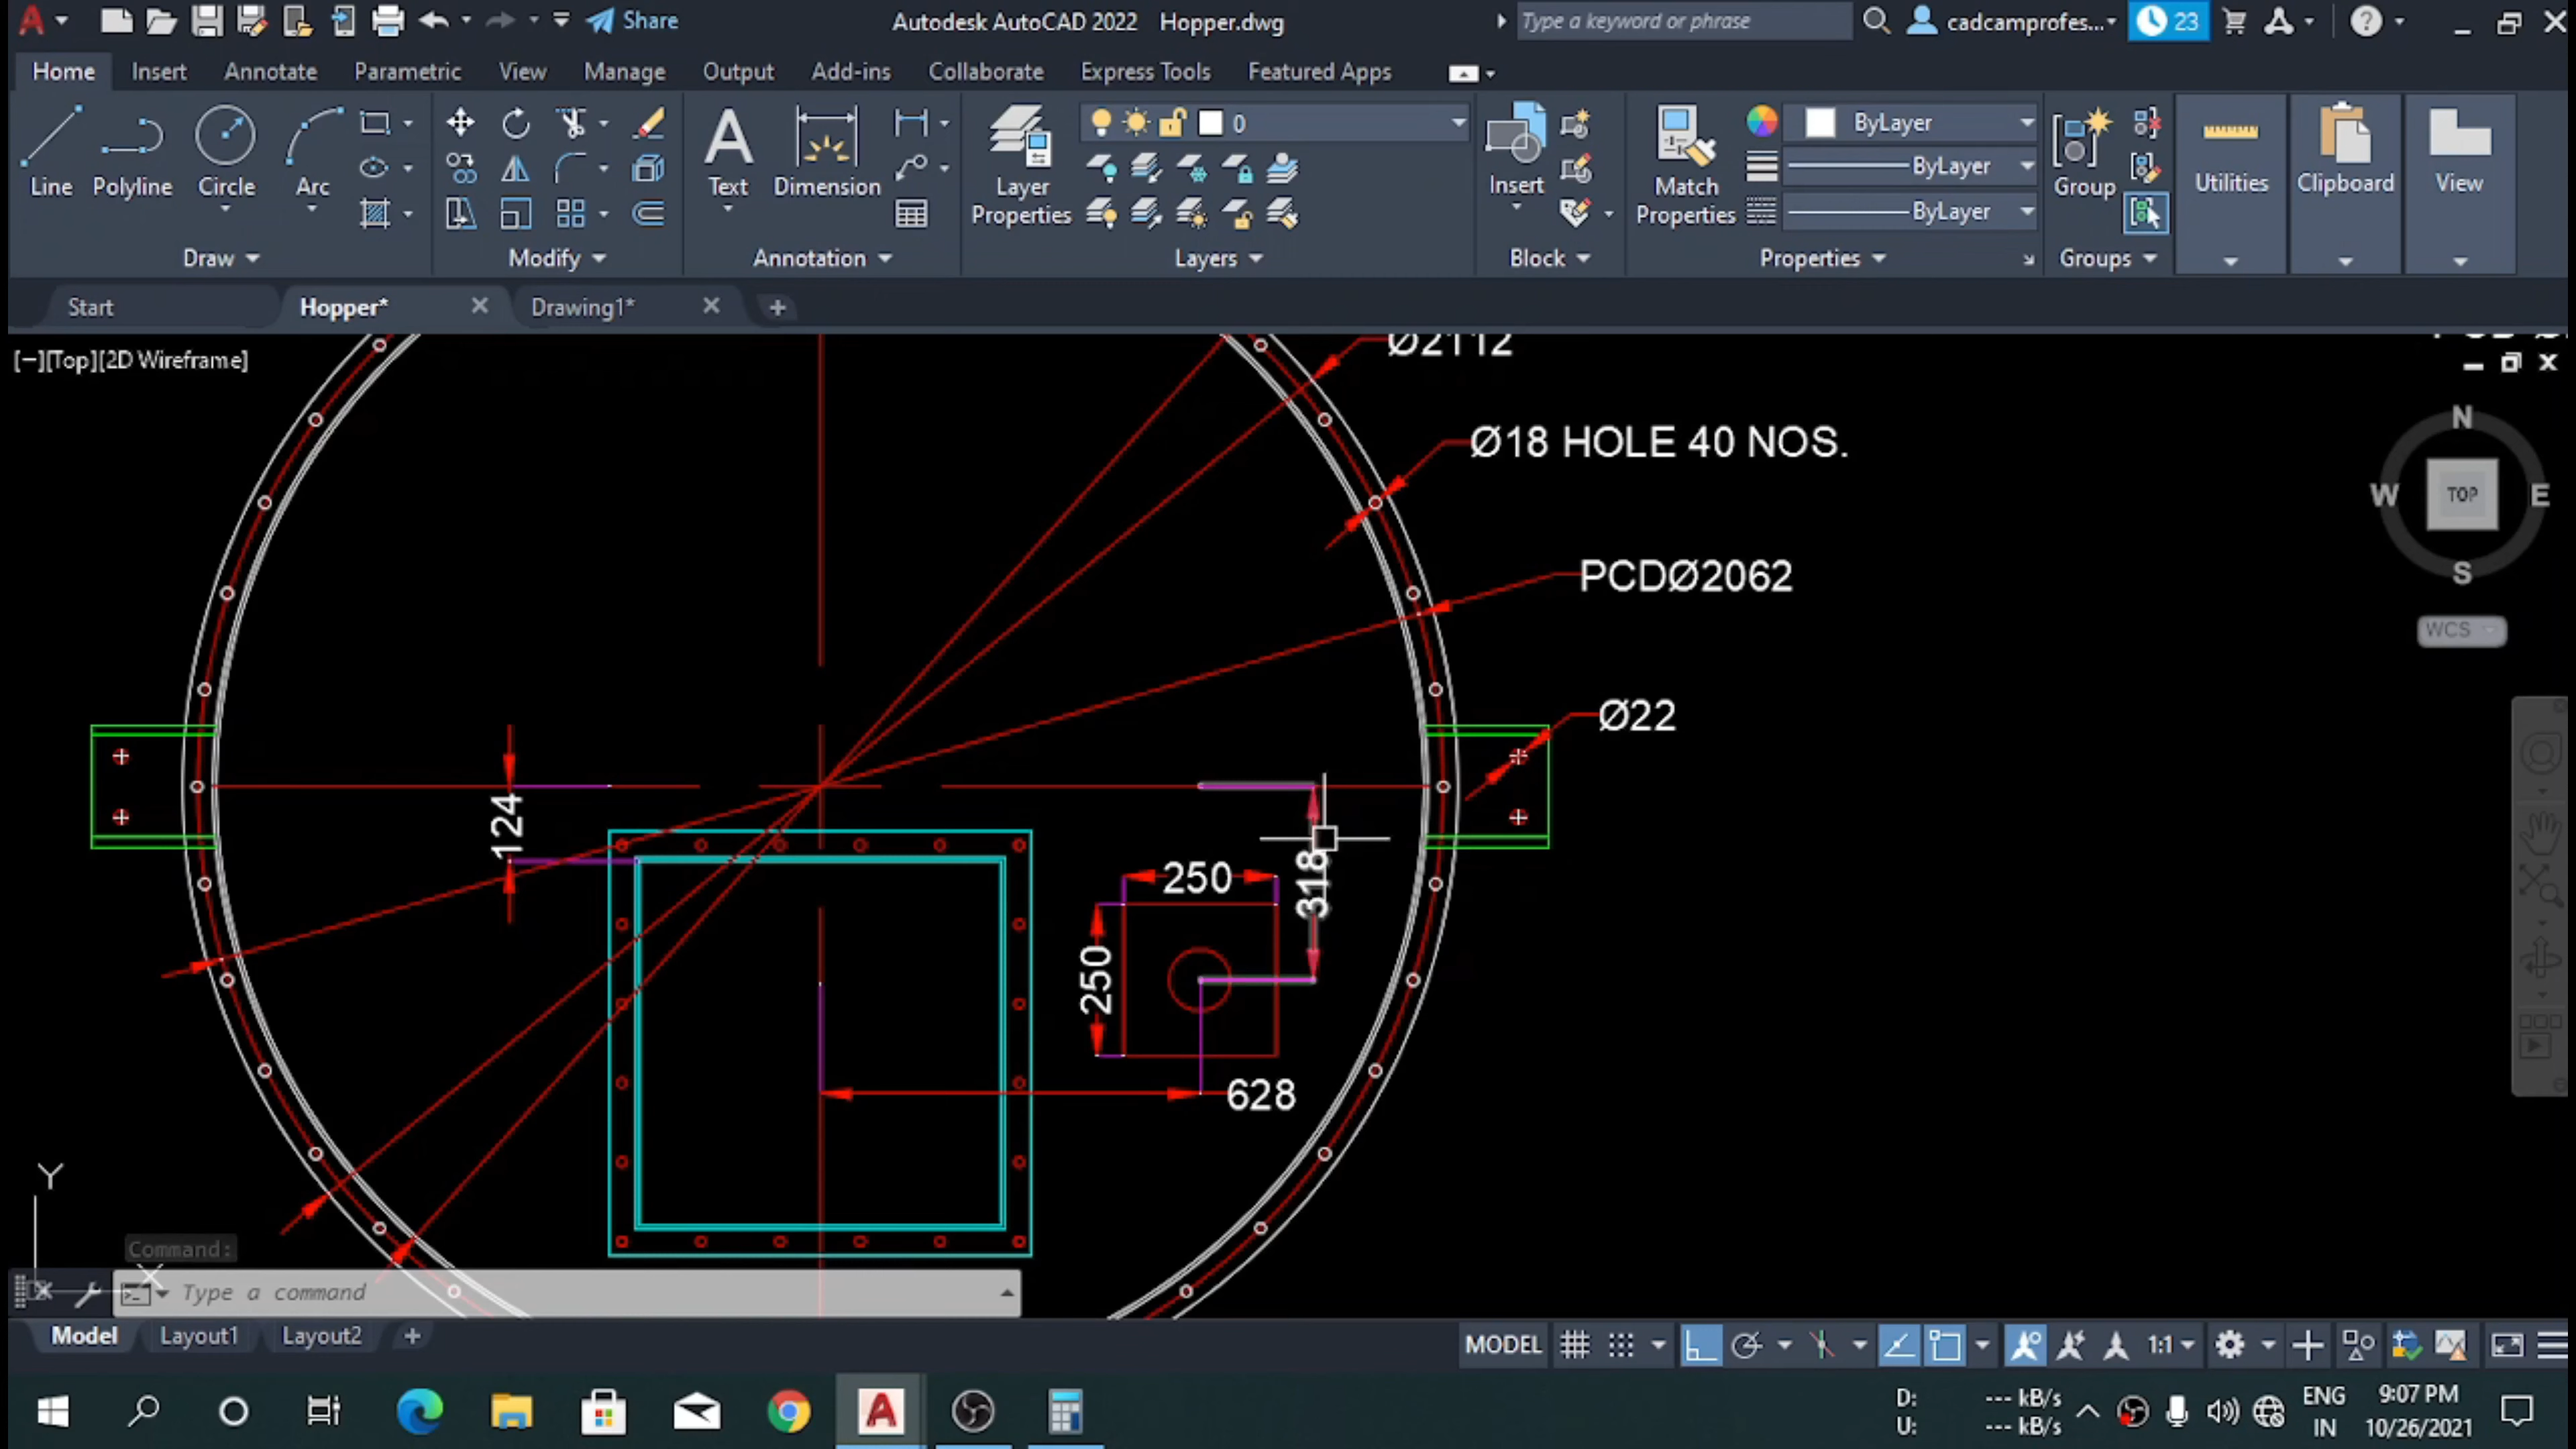 Share
Autodesk AutoCAD 2022 Hopper.dwg
Type a keyword or phrase
cadcamprofes...
23
Home Insert Annotate Parametric View Manage Output Add-ins Collaborate Express Tools Featured Apps
0
ByLayer
ByLayer
ByLayer
Line Polyline Circle Arc
Text Dimension
Layer Properties
Insert
Match Properties
Group
Utilities
Clipboard
View
Draw Modify Annotation Layers Block Properties Groups
Start Hopper* Drawing1*
[−][Top][2D Wireframe]
Ø2112
Ø18 HOLE 40 NOS.
PCDØ2062
Ø22
N
W TOP E
S
WCS
124
250
318
250
628
Y
X
Command:
Type a command
Model Layout1 Layout2
MODEL
1:1
D: --- kB/s
U: --- kB/s
ENG
IN
9:07 PM
10/26/2021